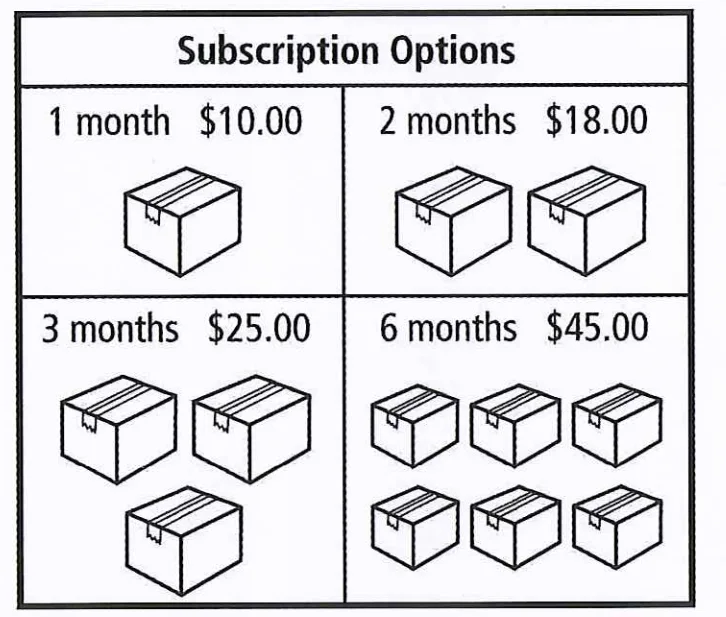 Subscription Options
1 month $10.00
2 months $18.00
3 months $25.00
6 months $45.00